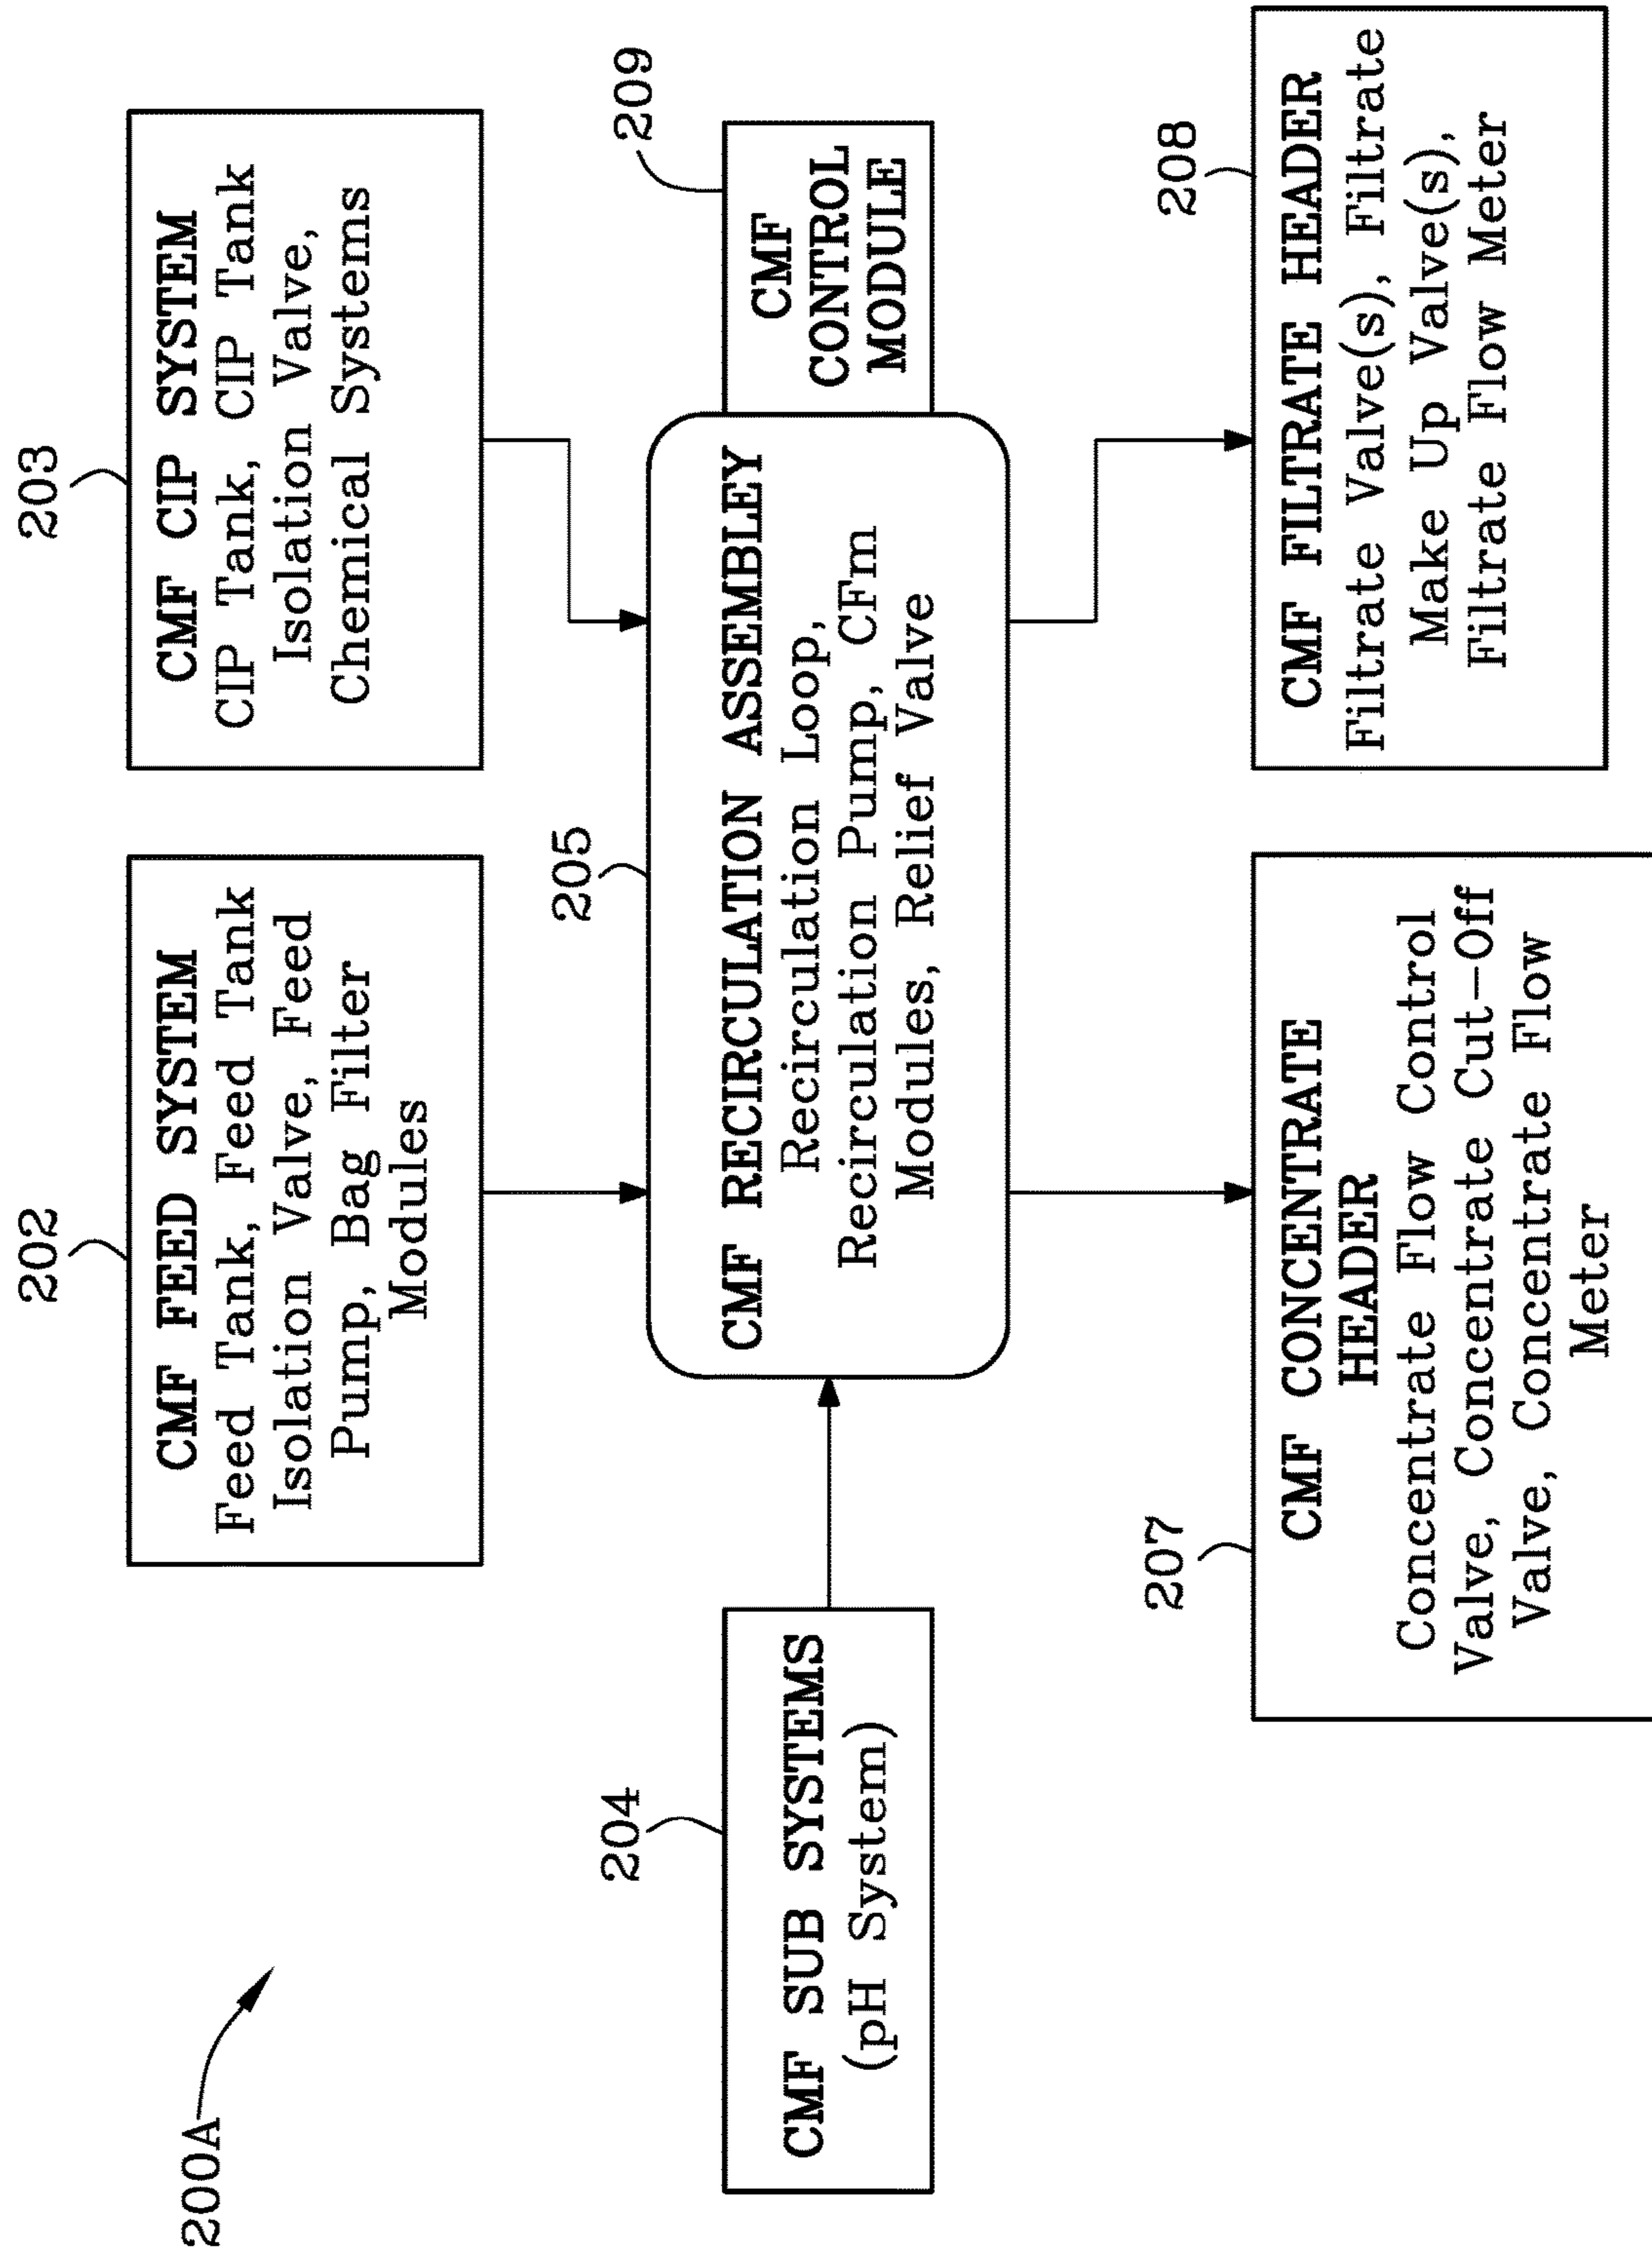 200A
202
CMF FEED SYSTEM
Feed Tank, Feed Tank
Isolation Valve, Feed
Pump, Bag Filter
Modules
203
CMF CIP SYSTEM
CIP Tank, CIP Tank
Isolation Valve,
Chemical Systems
204
CMF SUB SYSTEMS
(pH System)
205
CMF RECIRCULATION ASSEMBLEY
Recirculation Loop,
Recirculation Pump, CFm
Modules, Relief Valve
209
CMF
CONTROL
MODULE
207
CMF CONCENTRATE
HEADER
Concentrate Flow Control
Valve, Concentrate Cut-Off
Valve, Concentrate Flow
Meter
208
CMF FILTRATE HEADER
Filtrate Valve(s), Filtrate
Make Up Valve(s),
Filtrate Flow Meter